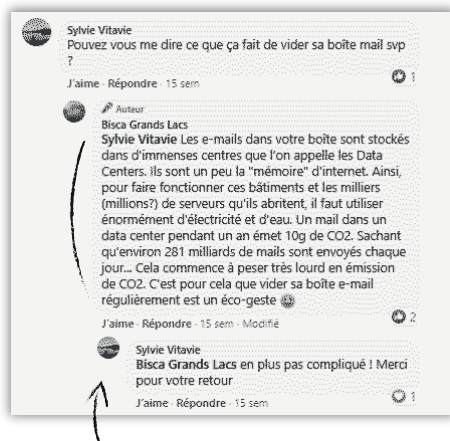 Sylvie Vitavie
Pouvez vous me dire ce que ça fait de vider sa boîte mail svp
?
J'aime · Répondre · 15 sem
1
Auteur
Bisca Grands Lacs
Sylvie Vitavie Les e-mails dans votre boîte sont stockés
dans d'immenses centres que l'on appelle les Data
Centers. Ils sont un peu la "mémoire" d'internet. Ainsi,
pour faire fonctionner ces bâtiments et les milliers
(millions?) de serveurs qu'ils abritent, il faut utiliser
énormément d'électricité et d'eau. Un mail dans un
data center pendant un an émet 10g de CO2. Sachant
qu'environ 281 milliards de mails sont envoyés chaque
jour... Cela commence à peser très lourd en émission
de CO2. C'est pour cela que vider sa boîte e-mail
régulièrement est un éco-geste
J'aime · Répondre · 15 sem · Modifié
2
Sylvie Vitavie
Bisca Grands Lacs en plus pas compliqué ! Merci
pour votre retour
J'aime · Répondre · 15 sem
1